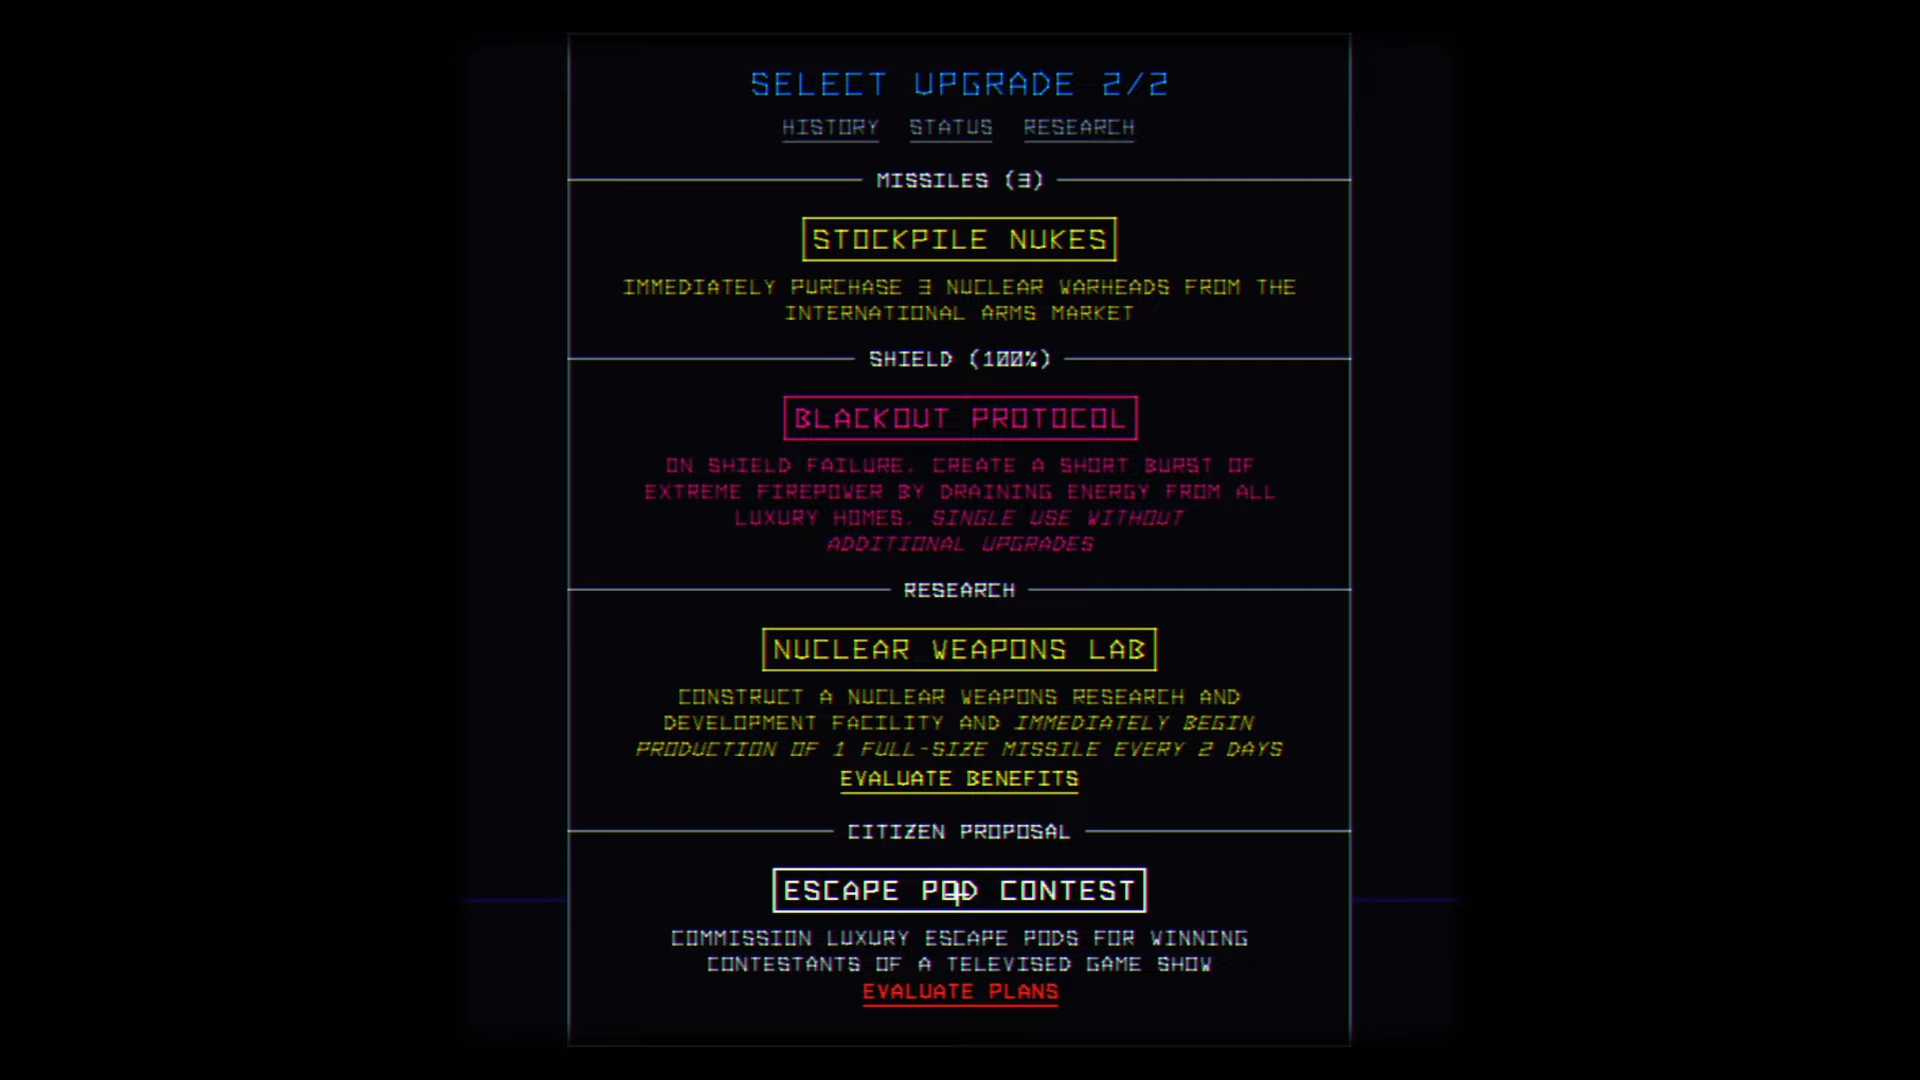 SELECT UPGRADE 2/2
HISTORY STATUS RESEARCH
MISSILES (3)
STOCKPILE NUKES
IMMEDIATELY PURCHASE 3 NUCLEAR WARHEADS FROM THE
INTERNATIONAL ARMS MARKET
SHIELD (100%)
BLACKOUT PROTOCOL
ON SHIELD FAILURE, CREATE A SHORT BURST OF
EXTREME FIREPOWER BY DRAINING ENERGY FROM ALL
LUXURY HOMES. SINGLE USE WITHOUT
ADDITIONAL UPGRADES
RESEARCH
NUCLEAR WEAPONS LAB
CONSTRUCT A NUCLEAR WEAPONS RESEARCH AND
DEVELOPMENT FACILITY AND IMMEDIATELY BEGIN
PRODUCTION OF 1 FULL-SIZE MISSILE EVERY 2 DAYS
EVALUATE BENEFITS
CITIZEN PROPOSAL
ESCAPE POD CONTEST
COMMISSION LUXURY ESCAPE PODS FOR WINNING
CONTESTANTS OF A TELEVISED GAME SHOW
EVALUATE PLANS